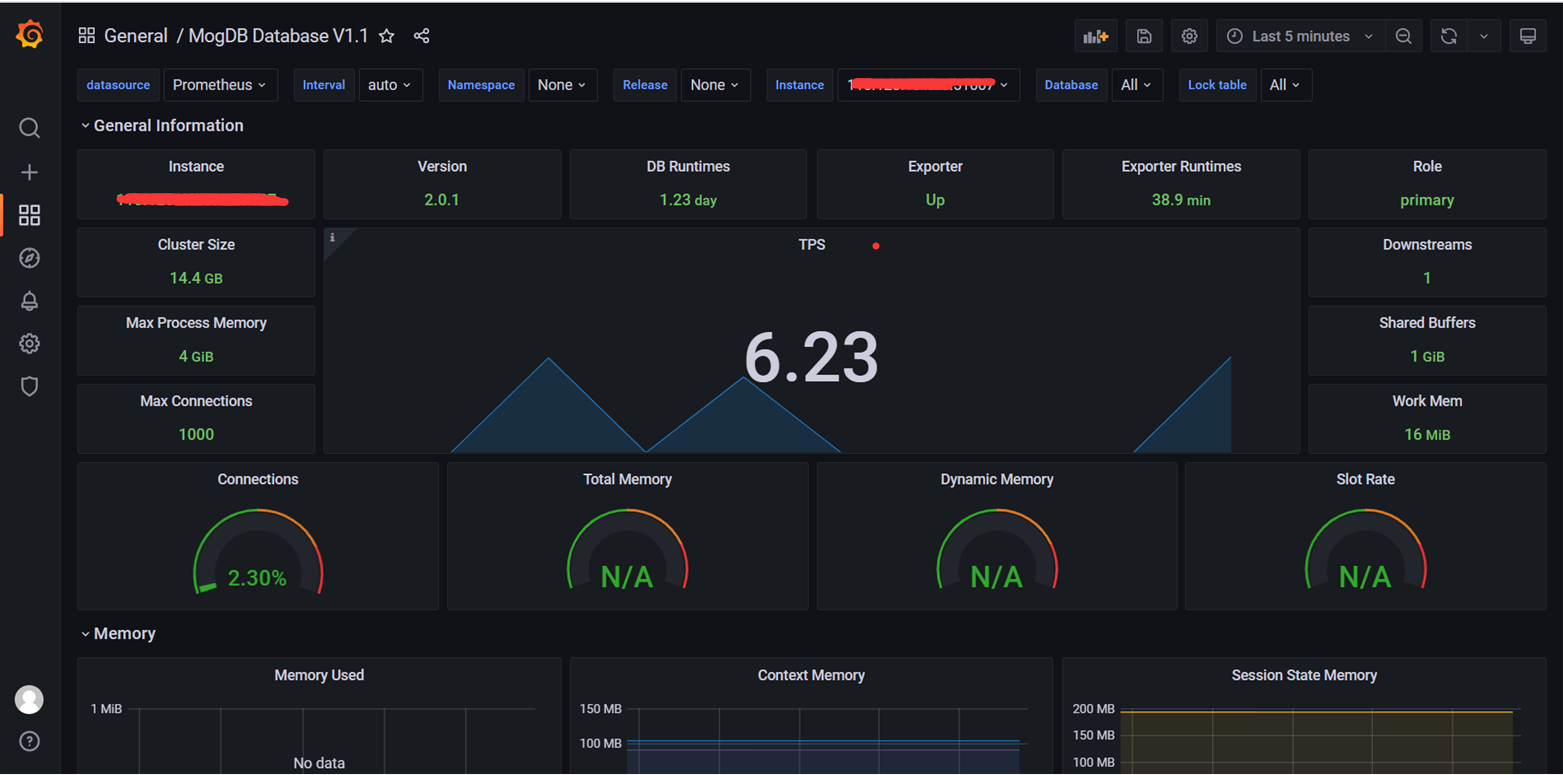 General / MogDB Database V1.1
Last 5 minutes
datasource Prometheus Interval auto Namespace None Release None Instance Database All Lock table All
General Information
Instance
Version
2.0.1
DB Runtimes
1.23 day
Exporter
Up
Exporter Runtimes
38.9 min
Role
primary
Cluster Size
14.4 GB
i
TPS
6.23
Downstreams
1
Max Process Memory
4 GiB
Shared Buffers
1 GiB
Max Connections
1000
Work Mem
16 MiB
Connections
2.30%
Total Memory
N/A
Dynamic Memory
N/A
Slot Rate
N/A
Memory
Memory Used
1 MiB
No data
Context Memory
150 MB
100 MB
Session State Memory
200 MB
150 MB
100 MB